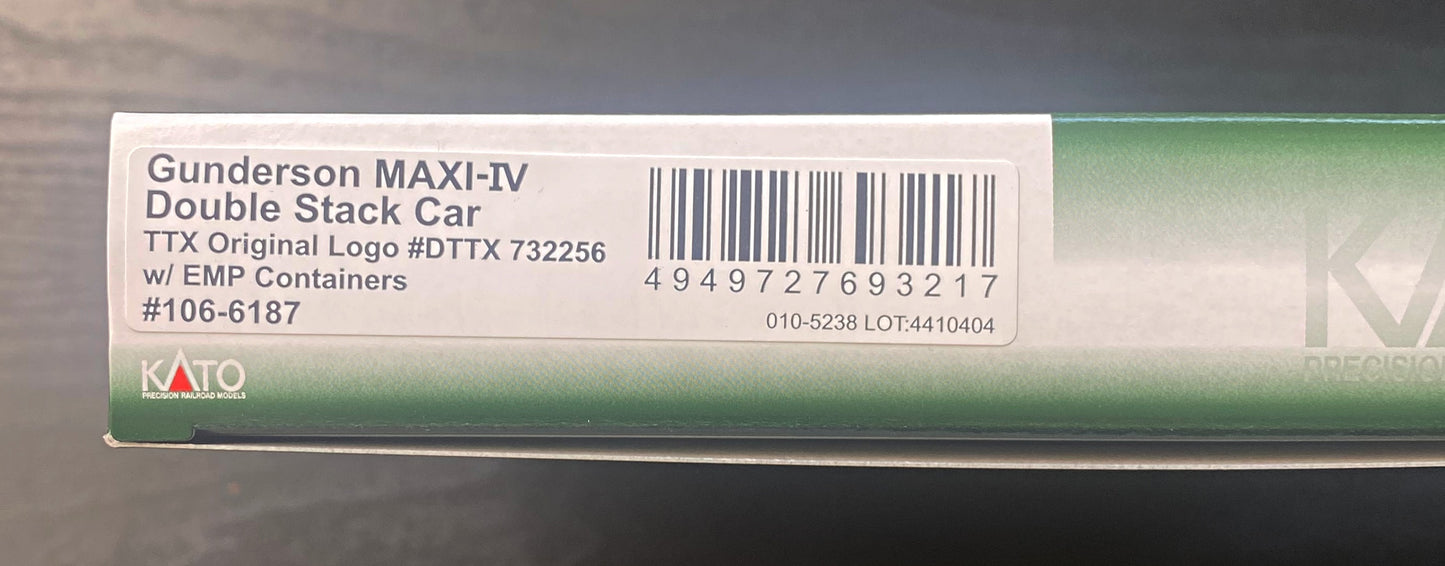 Gunderson MAXI-IV
Double Stack Car
TTX Original Logo #DTTX 732256
w/ EMP Containers
#106-6187
4949727693217
010-5238 LOT:4410404
KATO
PRECISION RAILROAD MODELS
PRECISIO